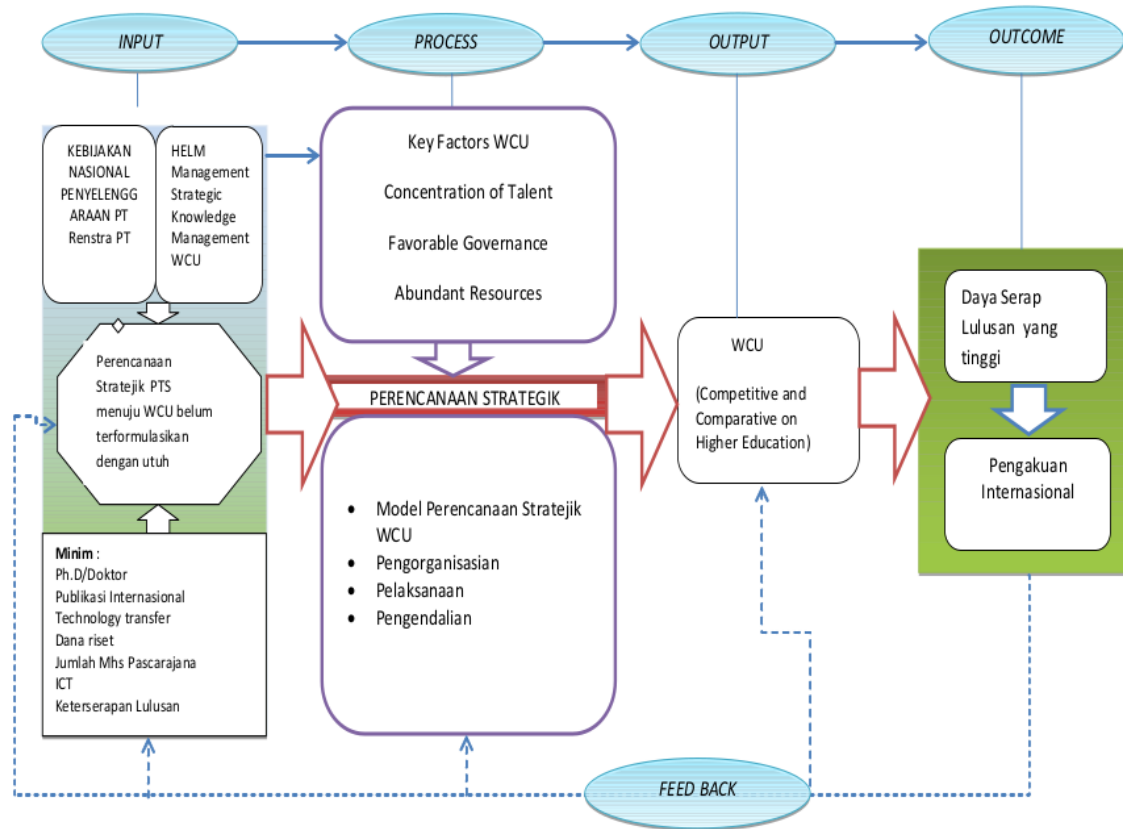 INPUT
PROCESS
OUTPUT
OUTCOME
KEBIJAKAN
NASIONAL
PENYELENGG
ARAAN PT
Renstra PT
HELM
Management
Strategic
Knowledge
Management
WCU
Key Factors WCU
Concentration of Talent
Favorable Governance
Abundant Resources
Perencanaan
Stratejik PTS
menuju WCU belum
terformulasikan
dengan utuh
PERENCANAAN STRATEGIK
WCU
(Competitive and
Comparative on
Higher Education)
Daya Serap
Lulusan yang
tinggi
Pengakuan
Internasional
Minim :
Ph.D/Doktor
Publikasi Internasional
Technology transfer
Dana riset
Jumlah Mhs Pascarajana
ICT
Keterserapan Lulusan
• Model Perencanaan Stratejik
WCU
• Pengorganisasian
• Pelaksanaan
• Pengendalian
FEED BACK